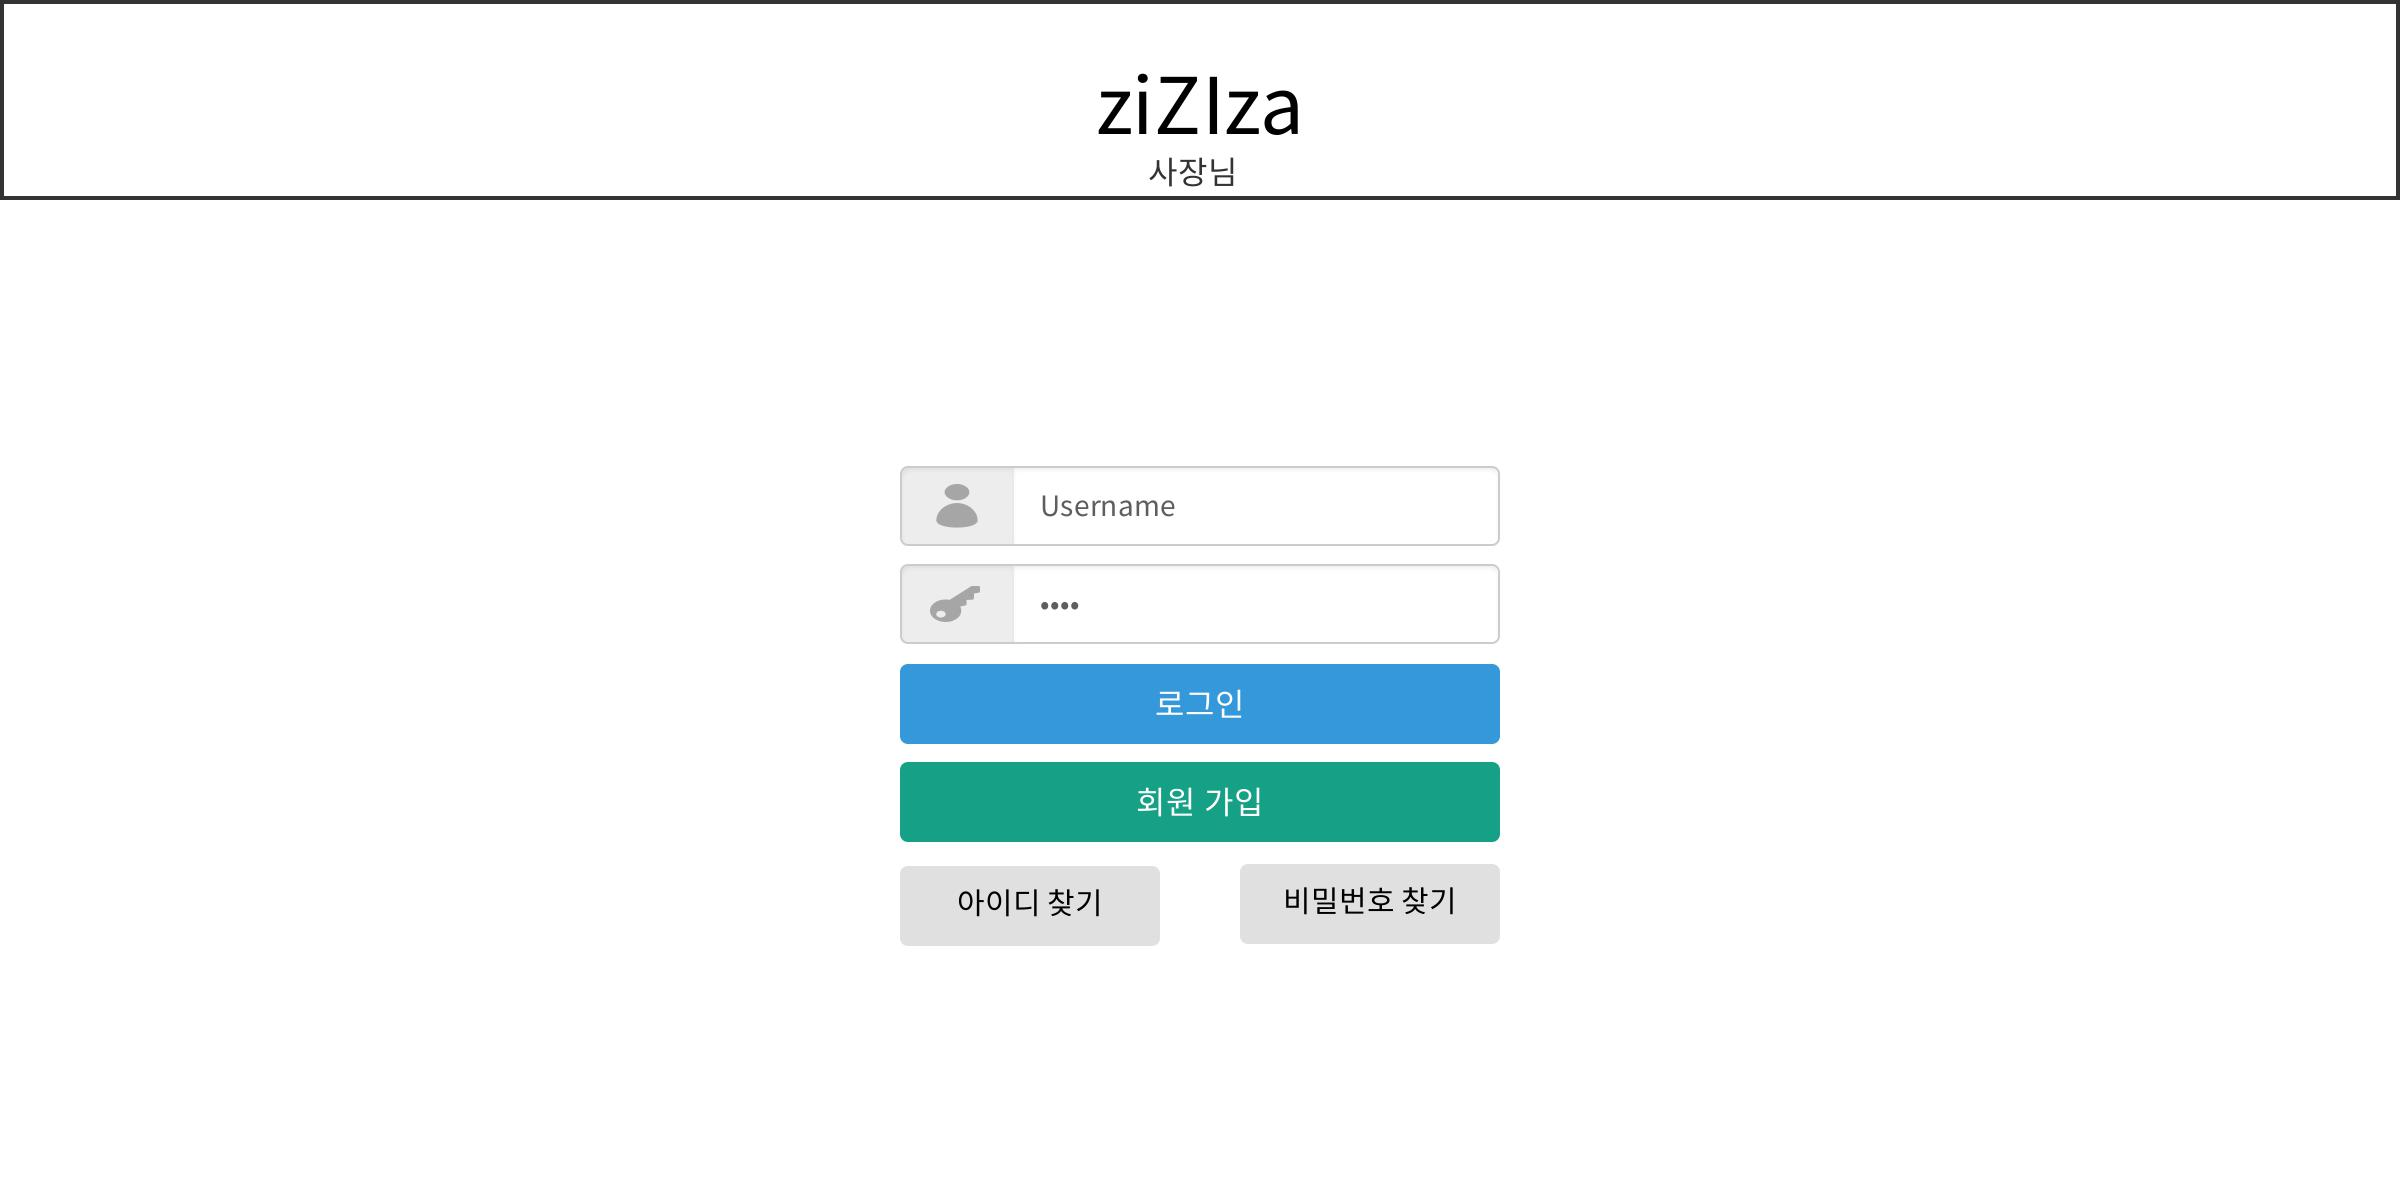 ziZIza
사장님
Username
••••
로그인
회원 가입
아이디 찾기
비밀번호 찾기